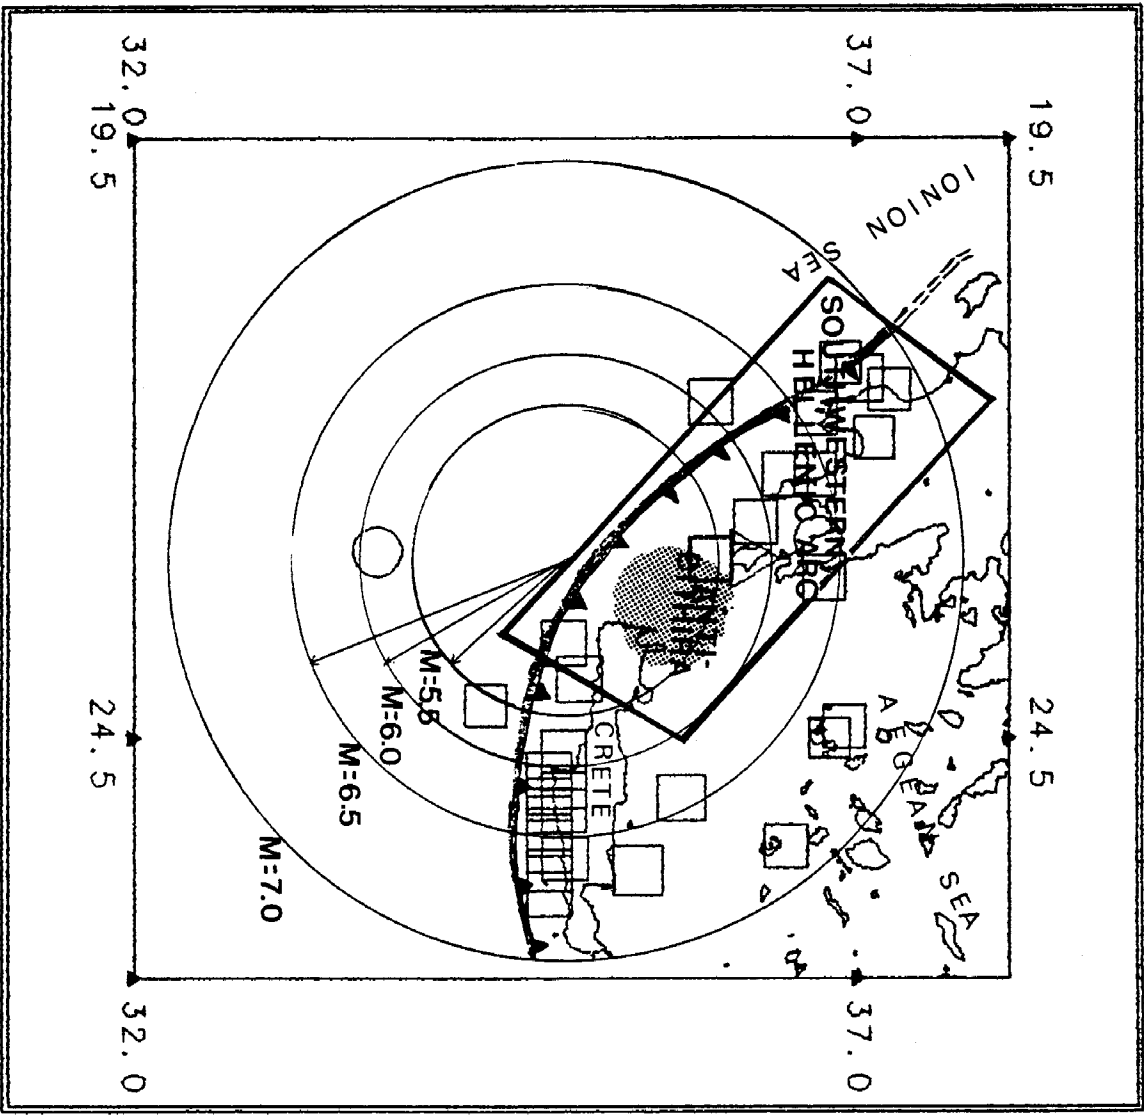 19.5
24.5
37.0
37.0
IONION
SEA
AEGEAN
SEA
SOUTHWESTERN
HELLENIC ARC
ANTI-
CRETE
M=5.5
M=6.0
M=6.5
M=7.0
32.0
32.0
19.5
24.5